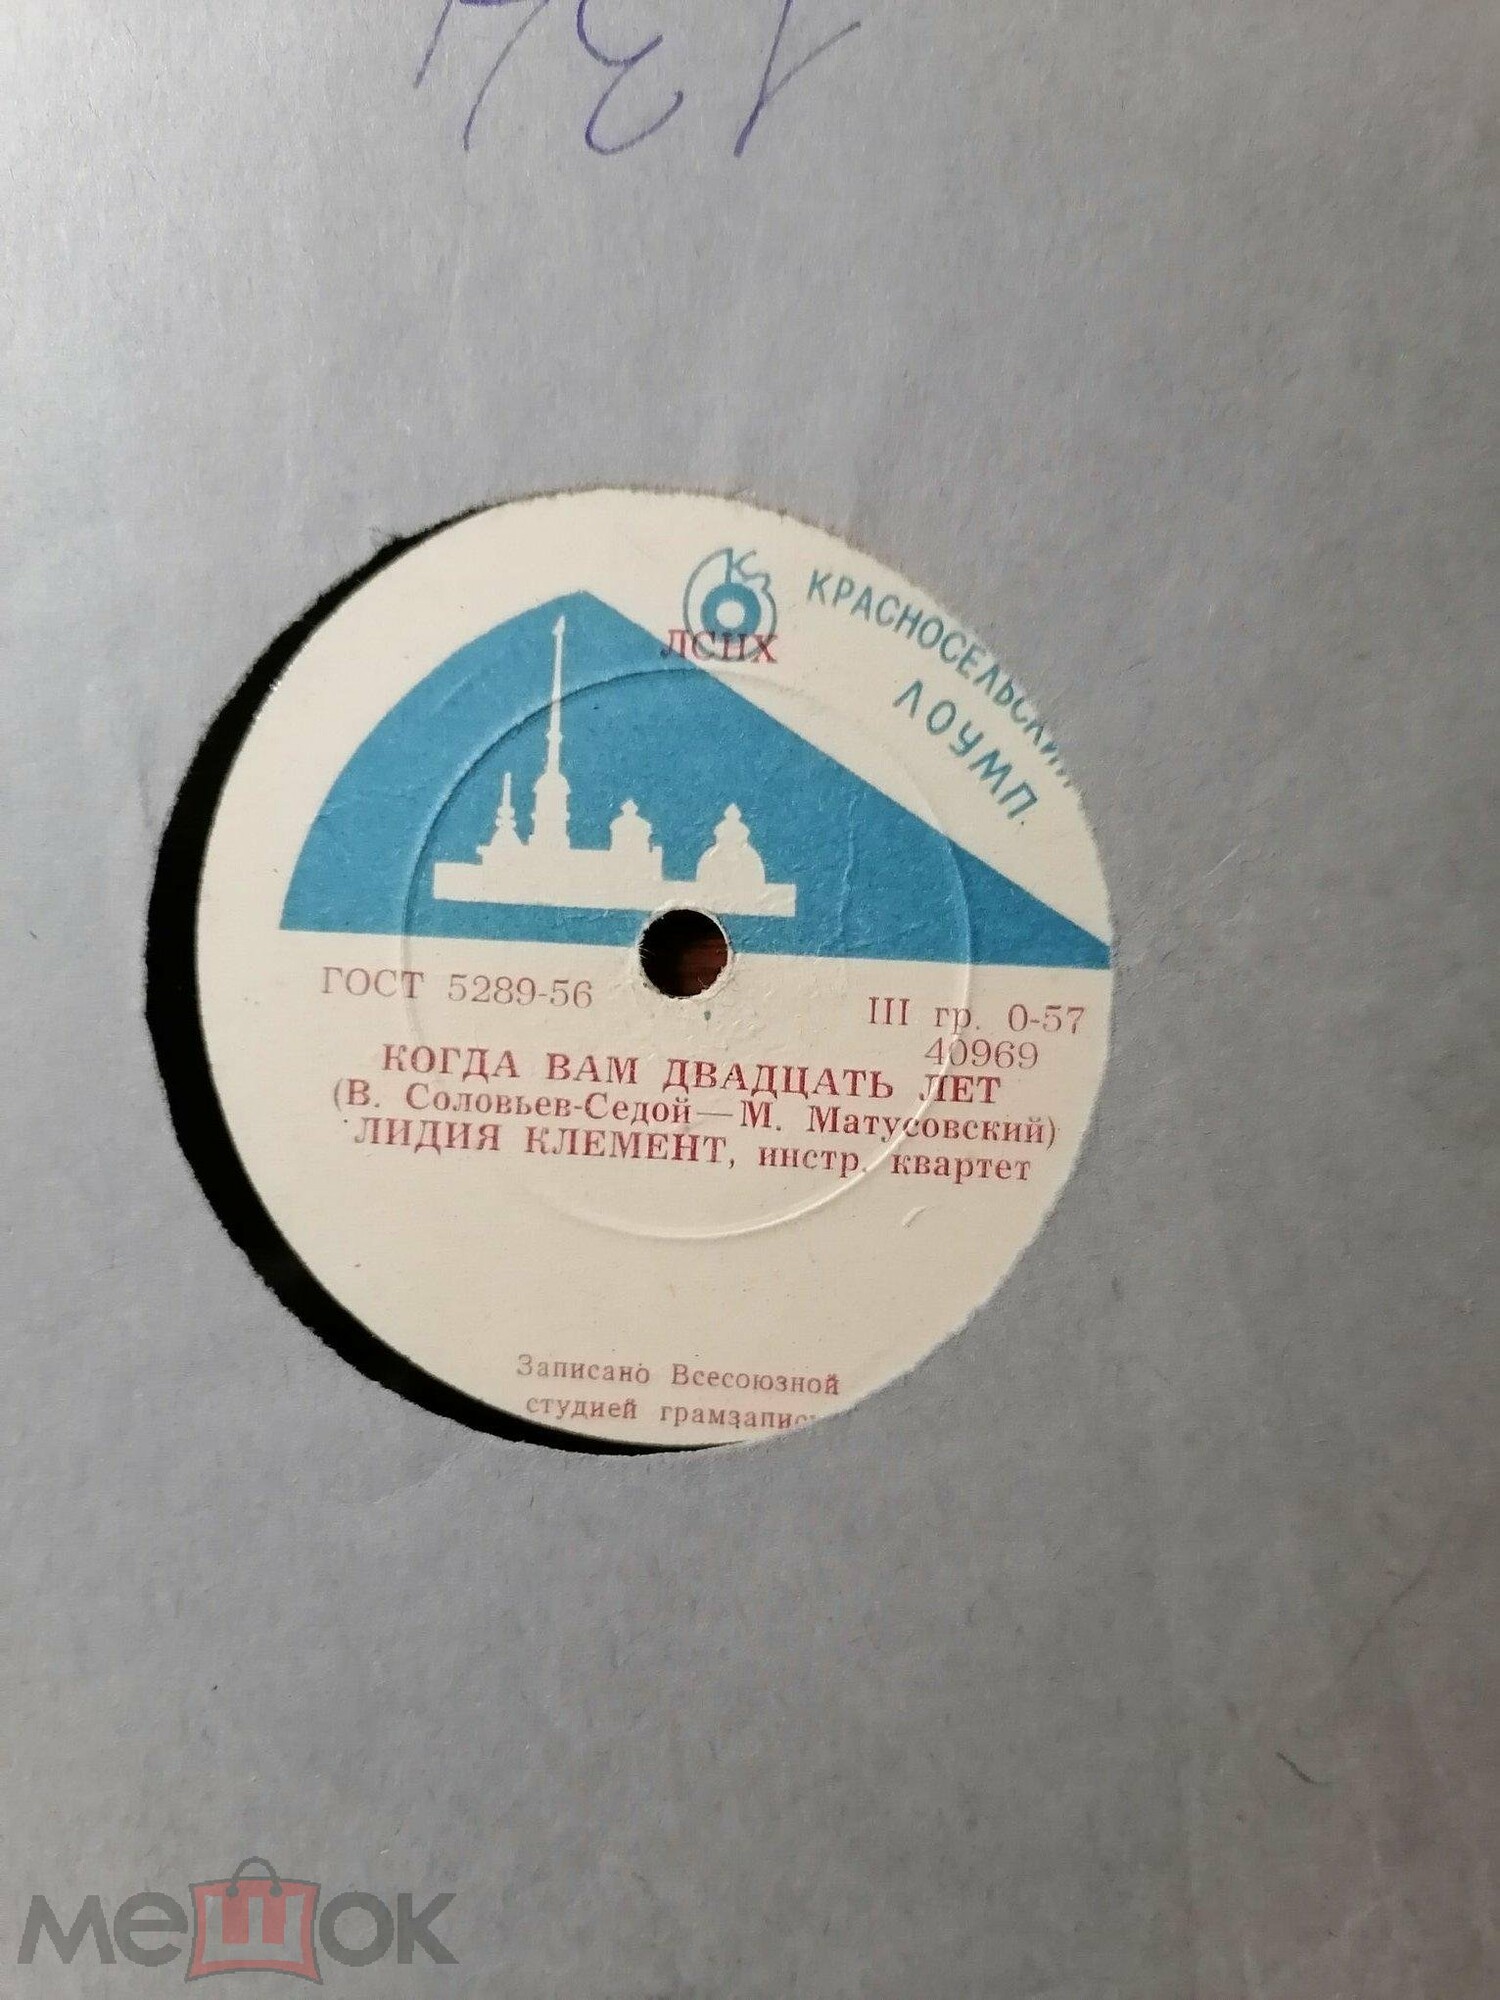 КЗ
ЛСНХ
КРАСНОСЕЛЬСКИЙ
ЛОУМП.
ГОСТ 5289-56
III гр. 0-57
40969
КОГДА ВАМ ДВАДЦАТЬ ЛЕТ
(В. Соловьев-Седой—М. Матусовский)
ЛИДИЯ КЛЕМЕНТ, инстр. квартет
Записано Всесоюзной
студией грамзаписи
мешок